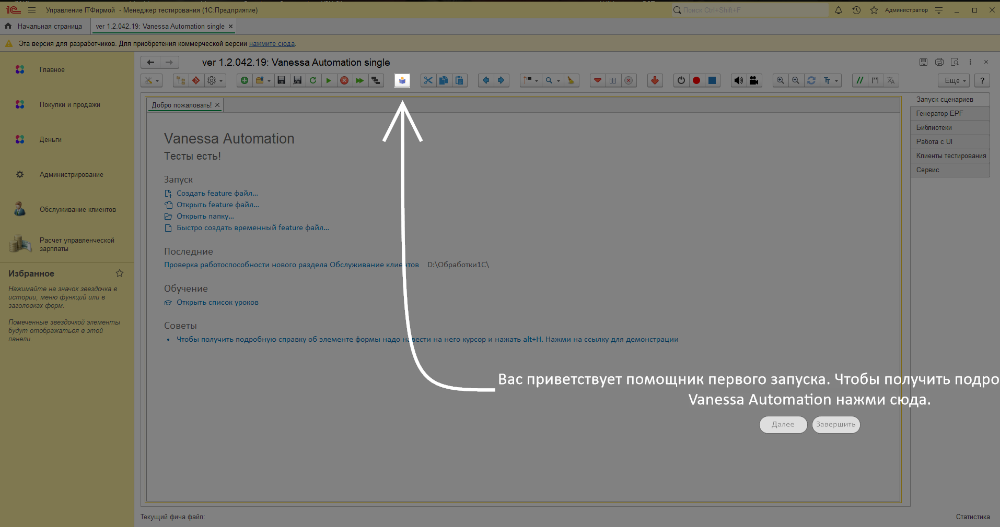 Управление ITФирмой - Менеджер тестирования (1С:Предприятие)
Поиск Ctrl+Shift+F
Администратор
Начальная страница
ver 1.2.042.19: Vanessa Automation single
Эта версия для разработчиков. Для приобретения коммерческой версии нажмите сюда.
Главное
Покупки и продажи
Деньги
Администрирование
Обслуживание клиентов
Расчет управленческой
зарплаты
Избранное
Нажимайте на значок звездочка в
истории, меню функций или в
заголовках форм.
Помеченные звездочкой элементы
будут отображаться в этой
панели.
ver 1.2.042.19: Vanessa Automation single
Еще
?
Добро пожаловать!
Vanessa Automation
Тесты есть!
Запуск
Создать feature файл...
Открыть feature файл...
Открыть папку...
Быстро создать временный feature файл...
Последние
Проверка работоспособности нового раздела Обслуживание клиентов D:\Обработки1С\
Обучение
Открыть список уроков
Советы
• Чтобы получить подробную справку об элементе формы надо навести на него курсор и нажать alt+H. Нажми на ссылку для демонстрации
Вас приветствует помощник первого запуска. Чтобы получить подро
Vanessa Automation нажми сюда.
Далее
Завершить
Запуск сценариев
Генератор EPF
Библиотеки
Работа с UI
Клиенты тестирования
Сервис
Текущий фича файл:
Статистика